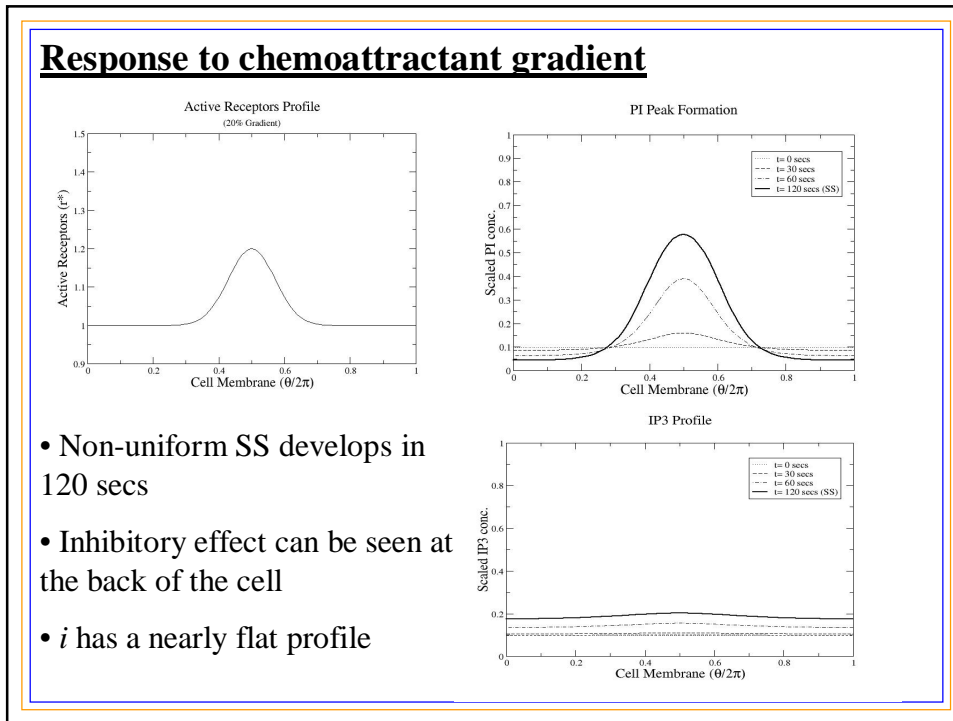 Response to chemoattractant gradient
Active Receptors Profile
(20% Gradient)
1.5
1.4
1.3
1.2
1.1
1
0.9
Active Receptors (r*)
0
0.2
0.4
0.6
0.8
1
Cell Membrane (θ/2π)
PI Peak Formation
1
0.9
0.8
0.7
0.6
0.5
0.4
0.3
0.2
0.1
0
Scaled PI conc.
t= 0 secs
t= 30 secs
t= 60 secs
t= 120 secs (SS)
0
0.2
0.4
0.6
0.8
1
Cell Membrane (θ/2π)
• Non-uniform SS develops in
120 secs
• Inhibitory effect can be seen at
the back of the cell
• i has a nearly flat profile
IP3 Profile
1
0.8
0.6
0.4
0.2
0
Scaled IP3 conc.
t= 0 secs
t= 30 secs
t= 60 secs
t= 120 secs (SS)
0
0.2
0.4
0.6
0.8
1
Cell Membrane (θ/2π)